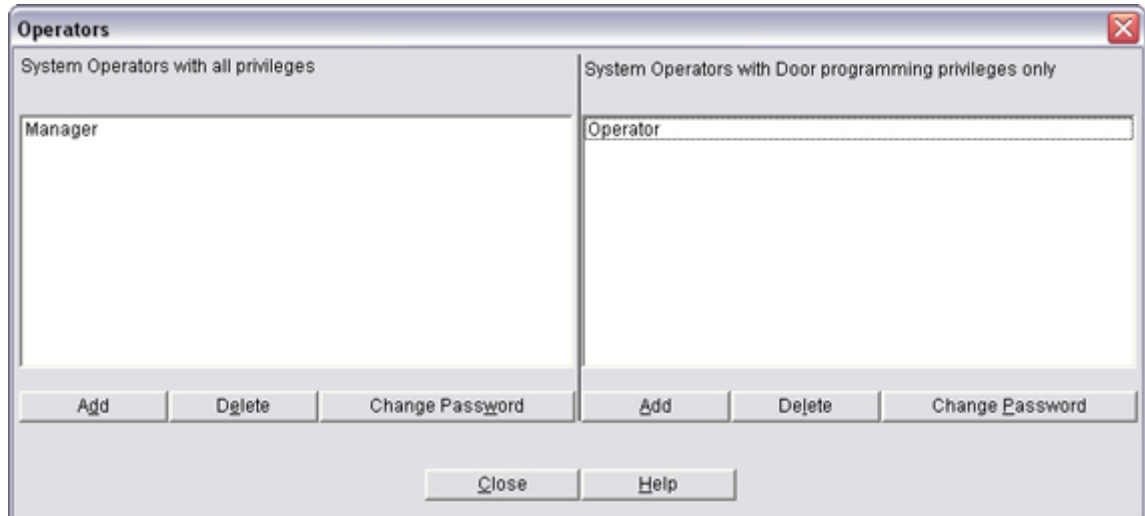 Operators
System Operators with all privileges
System Operators with Door programming privileges only
Manager
Operator
Add Delete Change Password Add Delete Change Password
Close Help